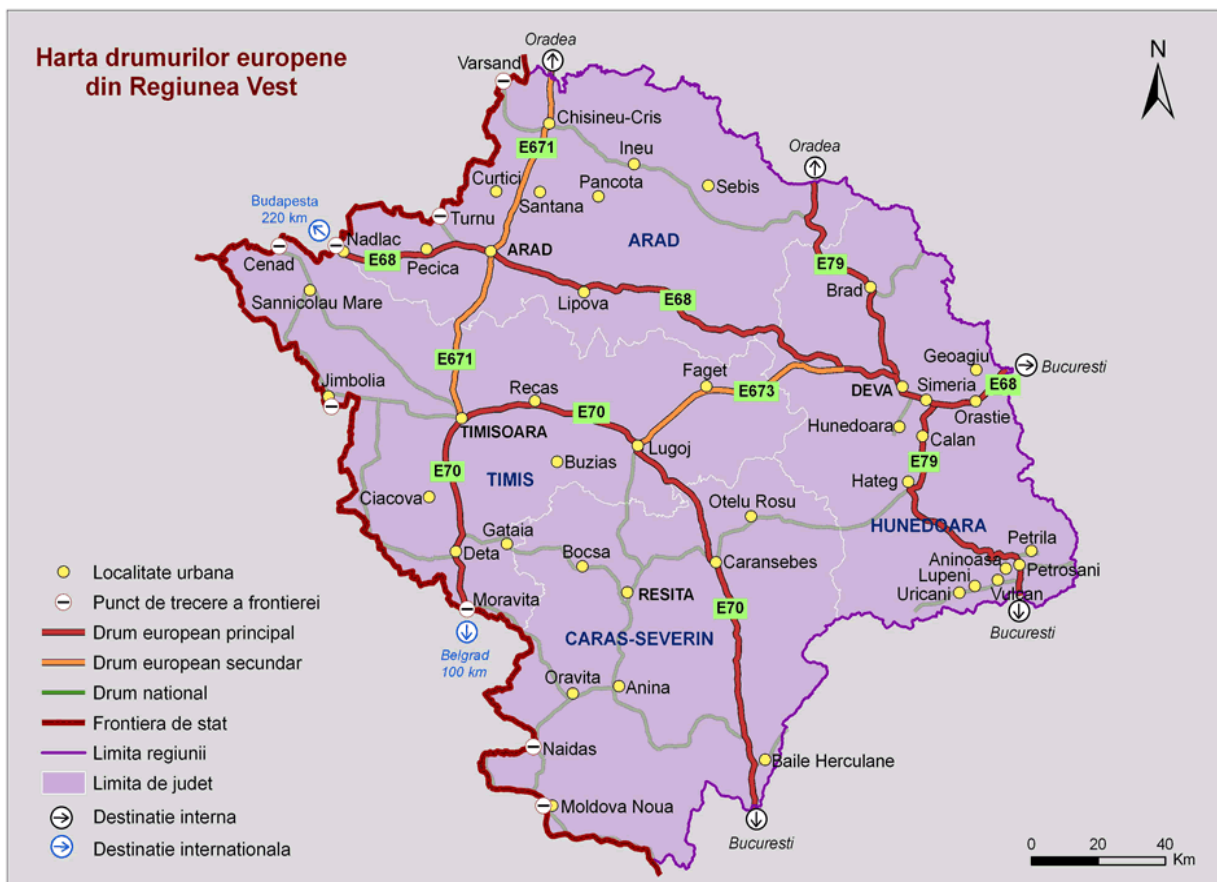 Harta drumurilor europene
din Regiunea Vest
Oradea
Varsand
N
Chisineu-Cris
E671
Ineu
Oradea
Curtici
Santana
Pancota
Sebis
Budapesta
220 km
Turnu
Nadlac
ARAD
ARAD
Cenad
E68
Pecica
E79
Sannicolau Mare
Lipova
E68
Brad
E671
Geoagiu
Bucuresti
Jimbolia
Recas
Faget
E673
DEVA
Simeria
E68
TIMISOARA
E70
Hunedoara
Orastie
Lugoj
Calan
E70
TIMIS
Buzias
E79
Ciacova
Otelu Rosu
Hateg
HUNEDOARA
Gataia
Petrila
Deta
Bocsa
Caransebes
Aninoasa
Petrosani
Lupeni
Uricani
Vulcan
Moravita
RESITA
E70
Bucuresti
Belgrad
100 km
CARAS-SEVERIN
Oravita
Anina
Naidas
Baile Herculane
Moldova Noua
Bucuresti
Localitate urbana
Punct de trecere a frontierei
Drum european principal
Drum european secundar
Drum national
Frontiera de stat
Limita regiunii
Limita de judet
Destinatie interna
Destinatie internationala
0 20 40
Km